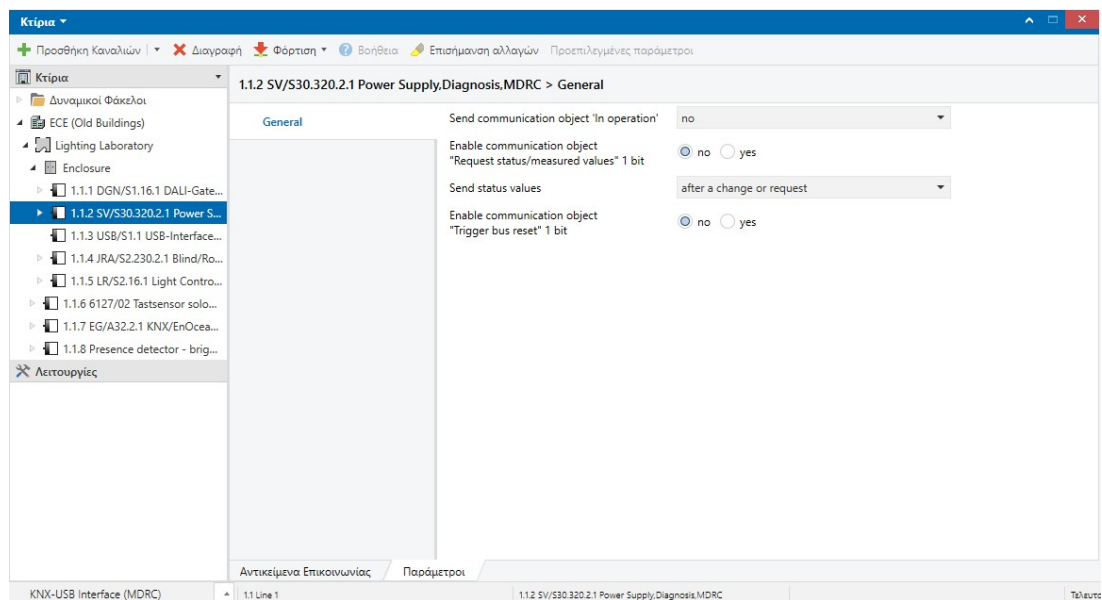 Κτίρια
Προσθήκη Καναλιών
Διαγραφή
Φόρτιση
Βοήθεια
Επισήμανση αλλαγών
Προεπιλεγμένες παράμετροι
Κτίρια
Δυναμικοί Φάκελοι
ECE (Old Buildings)
Lighting Laboratory
Enclosure
1.1.1 DGN/S1.16.1 DALI-Gate...
1.1.2 SV/S30.320.2.1 Power S...
1.1.3 USB/S1.1 USB-Interface...
1.1.4 JRA/S2.230.2.1 Blind/Ro...
1.1.5 LR/S2.16.1 Light Contro...
1.1.6 6127/02 Tastsensor solo...
1.1.7 EG/A32.2.1 KNX/EnOcea...
1.1.8 Presence detector - brig...
Λειτουργίες
1.1.2 SV/S30.320.2.1 Power Supply,Diagnosis,MDRC > General
General
Send communication object 'In operation'
no
Enable communication object
"Request status/measured values" 1 bit
no yes
Send status values
after a change or request
Enable communication object
"Trigger bus reset" 1 bit
no yes
Αντικείμενα Επικοινωνίας
Παράμετροι
KNX-USB Interface (MDRC)
1.1 Line 1
1.1.2 SV/S30.320.2.1 Power Supply,Diagnosis,MDRC
Τελευτα